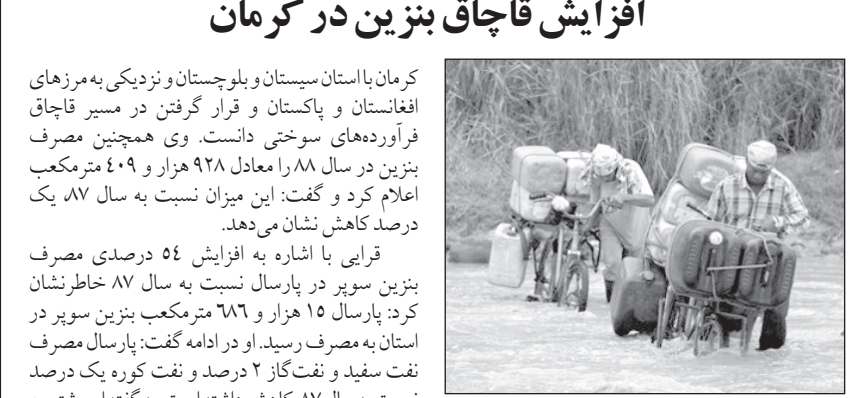 افزایش قاچاق بنزین در کرمان
کرمان با استان سیستان و بلوچستان و نزدیکی به مرزهای
افغانستان و پاکستان و قرار گرفتن در مسیر قاچاق
فرآورده‌های سوختی دانست. وی همچنین مصرف
بنزین در سال ۸۸ را معادل ۹۲۸ هزار و ۴۰۹ مترمکعب
اعلام کرد و گفت: این میزان نسبت به سال ۸۷، یک
درصد کاهش نشان می‌دهد.
قرایی با اشاره به افزایش ۵۴ درصدی مصرف
بنزین سوپر در پارسال نسبت به سال ۸۷ خاطرنشان
کرد: پارسال ۱۵ هزار و ۶۸۶ مترمکعب بنزین سوپر در
استان به مصرف رسید. او در ادامه گفت: پارسال مصرف
نفت سفید و نفت‌گاز ۲ درصد و نفت کوره یک درصد